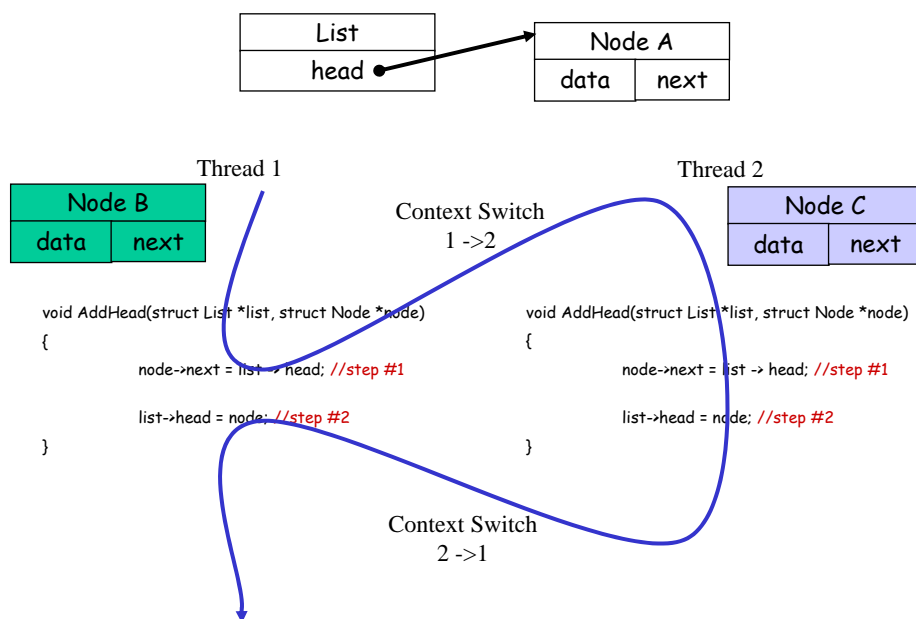 List
head
Node A
data next
Thread 1
Thread 2
Node B
data next
Context Switch
1 ->2
Node C
data next
void AddHead(struct List *list, struct Node *node)
{
node->next = list -> head; //step #1
list->head = node; //step #2
}
void AddHead(struct List *list, struct Node *node)
{
node->next = list -> head; //step #1
list->head = node; //step #2
}
Context Switch
2 ->1